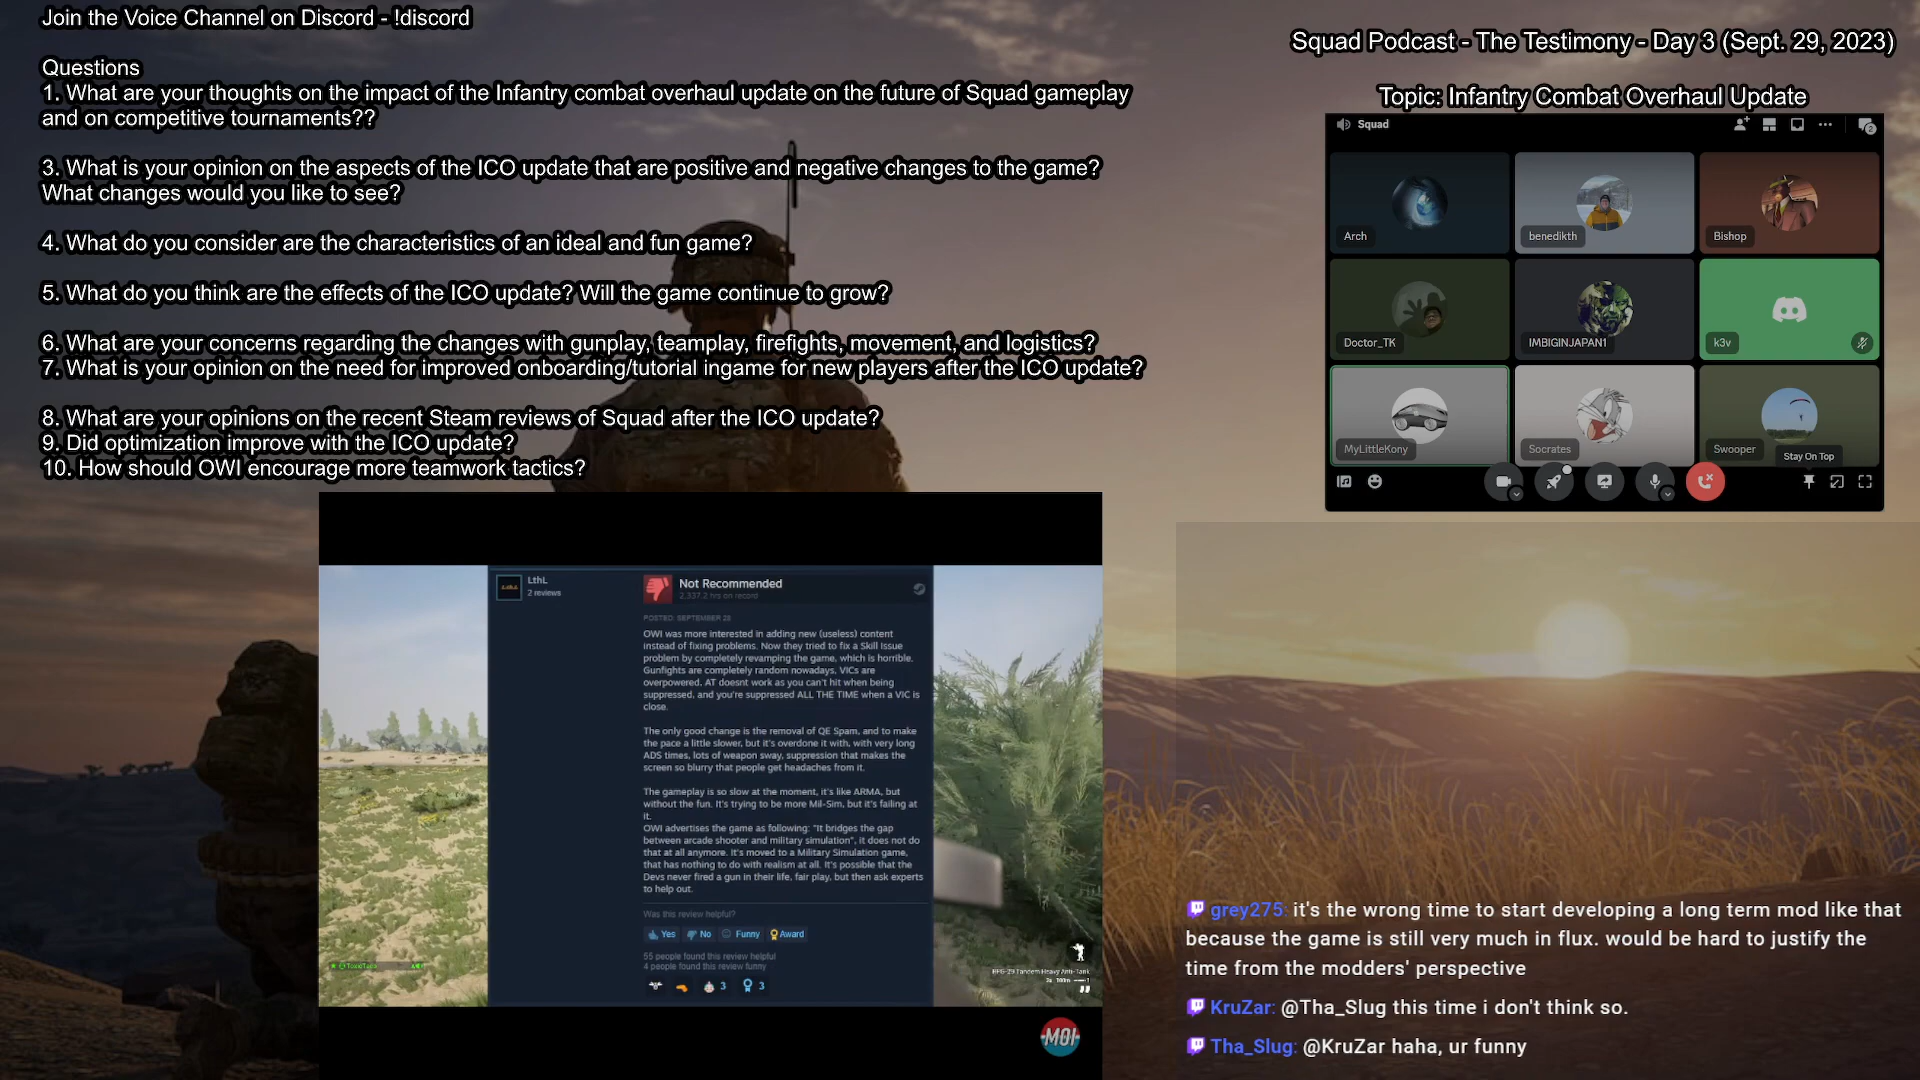 Join the Voice Channel on Discord - !discord
Questions
1. What are your thoughts on the impact of the Infantry combat overhaul update on the future of Squad gameplay
and on competitive tournaments??
3. What is your opinion on the aspects of the ICO update that are positive and negative changes to the game?
What changes would you like to see?
4. What do you consider are the characteristics of an ideal and fun game?
5. What do you think are the effects of the ICO update? Will the game continue to grow?
6. What are your concerns regarding the changes with gunplay, teamplay, firefights, movement, and logistics?
7. What is your opinion on the need for improved onboarding/tutorial ingame for new players after the ICO update?
8. What are your opinions on the recent Steam reviews of Squad after the ICO update?
9. Did optimization improve with the ICO update?
10. How should OWI encourage more teamwork tactics?
Squad Podcast - The Testimony - Day 3 (Sept. 29, 2023)
Topic: Infantry Combat Overhaul Update
Squad
2
Arch
benedikth
Bishop
Doctor_TK
IMBIGINJAPAN1
k3v
MyLittleKony
Socrates
Swooper
Stay On Top
LthL
2 reviews
Not Recommended
2,337.2 hrs on record
POSTED: SEPTEMBER 28
OWI was more interested in adding new (useless) content
instead of fixing problems. Now they tried to fix a Skill Issue
problem by completely revamping the game, which is horrible.
Gunfights are completely random nowadays. VICs are
overpowered, AT doesnt work as you can't hit when being
suppressed, and you're suppressed ALL THE TIME when a VIC is
close.
The only good change is the removal of QE Spam, and to make
the pace a little slower, but it's overdone it with, with very long
ADS times, lots of weapon sway, suppression that makes the
screen so blurry that people get headaches from it.
The gameplay is so slow at the moment, it's like ARMA, but
without the fun. It's trying to be more Mil-Sim, but it's failing at
it.
OWI advertises the game as following: "It bridges the gap
between arcade shooter and military simulation", it does not do
that at all anymore. It's moved to a Military Simulation game,
that has nothing to do with realism at all. It's possible that the
Devs never fired a gun in their life, fair play, but then ask experts
to help out.
Was this review helpful?
Yes No Funny Award
55 people found this review helpful
4 people found this review funny
3 3
RPG-29 Tandem Heavy Anti-Tank
MOI
grey275: it's the wrong time to start developing a long term mod like that
because the game is still very much in flux. would be hard to justify the
time from the modders' perspective
KruZar: @Tha_Slug this time i don't think so.
Tha_Slug: @KruZar haha, ur funny